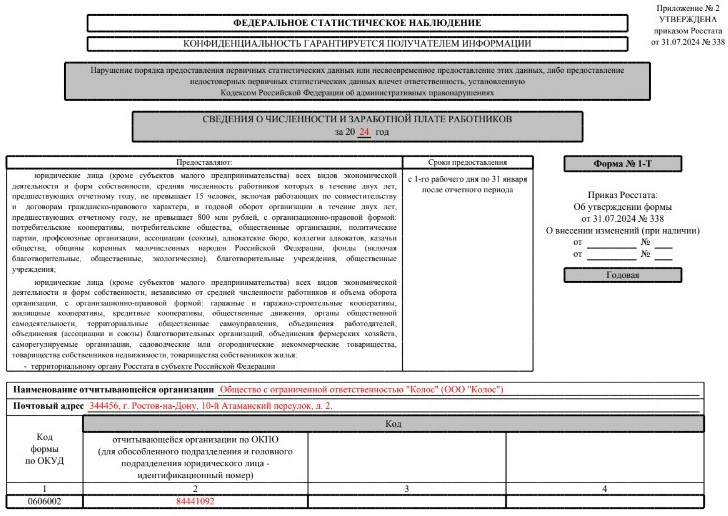 Приложение № 2
УТВЕРЖДЕНА
приказом Росстата
от 31.07.2024 № 338
ФЕДЕРАЛЬНОЕ СТАТИСТИЧЕСКОЕ НАБЛЮДЕНИЕ
КОНФИДЕНЦИАЛЬНОСТЬ ГАРАНТИРУЕТСЯ ПОЛУЧАТЕЛЕМ ИНФОРМАЦИИ
Нарушение порядка предоставления первичных статистических данных или несвоевременное предоставление этих данных, либо предоставление
недостоверных первичных статистических данных влечет ответственность, установленную
Кодексом Российской Федерации об административных правонарушениях
СВЕДЕНИЯ О ЧИСЛЕННОСТИ И ЗАРАБОТНОЙ ПЛАТЕ РАБОТНИКОВ
за 20 24 год
Предоставляют:
юридические лица (кроме субъектов малого предпринимательства) всех видов экономической
деятельности и форм собственности, средняя численность работников которых в течение двух лет,
предшествующих отчетному году, не превышает 15 человек, включая работающих по совместительству
и договорам гражданско-правового характера, и годовой оборот организации в течение двух лет,
предшествующих отчетному году, не превышает 800 млн рублей, с организационно-правовой формой:
потребительские кооперативы, потребительские общества, общественные организации, политические
партии, профсоюзные организации, ассоциации (союзы), адвокатские бюро, коллегии адвокатов, казачьи
общества, общины коренных малочисленных народов Российской Федерации, фонды (включая
благотворительные, общественные, экологические), благотворительные учреждения, общественные
учреждения;
юридические лица (кроме субъектов малого предпринимательства) всех видов экономической
деятельности и форм собственности, независимо от средней численности работников и объема оборота
организации, с организационно-правовой формой: гаражные и гаражно-строительные кооперативы,
жилищные кооперативы, кредитные кооперативы, общественные движения, органы общественной
самодеятельности, территориальные общественные самоуправления, объединения работодателей,
объединения (ассоциации и союзы) благотворительных организаций, объединения фермерских хозяйств,
саморегулируемые организации, садоводческие или огороднические некоммерческие товарищества,
товарищества собственников недвижимости, товарищества собственников жилья:
- территориальному органу Росстата в субъекте Российской Федерации
Сроки предоставления
с 1-го рабочего дня по 31 января
после отчетного периода
Форма № 1-Т
Приказ Росстата:
Об утверждении формы
от 31.07.2024 № 338
О внесении изменений (при наличии)
от ________ № ___
от ________ № ___
Годовая
Наименование отчитывающейся организации Общество с ограниченной ответственностью "Колос" (ООО "Колос")
Почтовый адрес 344456, г. Ростов-на-Дону, 10-й Атаманский переулок, д. 2.
Код
формы
по ОКУД
Код
отчитывающейся организации по ОКПО
(для обособленного подразделения и головного
подразделения юридического лица -
идентификационный номер)
1 2 3 4
0606002 84441092